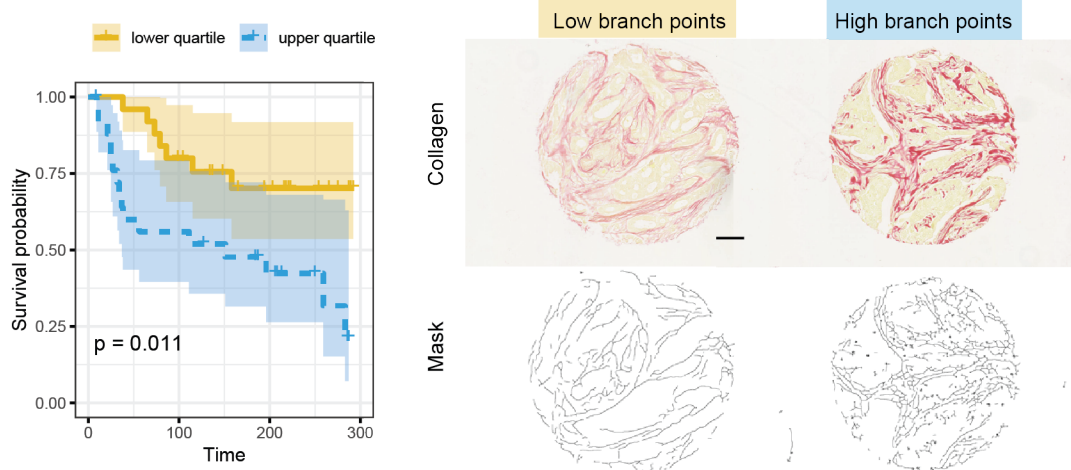 lower quartile
upper quartile
Survival probability
1.00
0.75
0.50
0.25
0.00
p = 0.011
0
100
200
300
Time
Low branch points
High branch points
Collagen
Mask